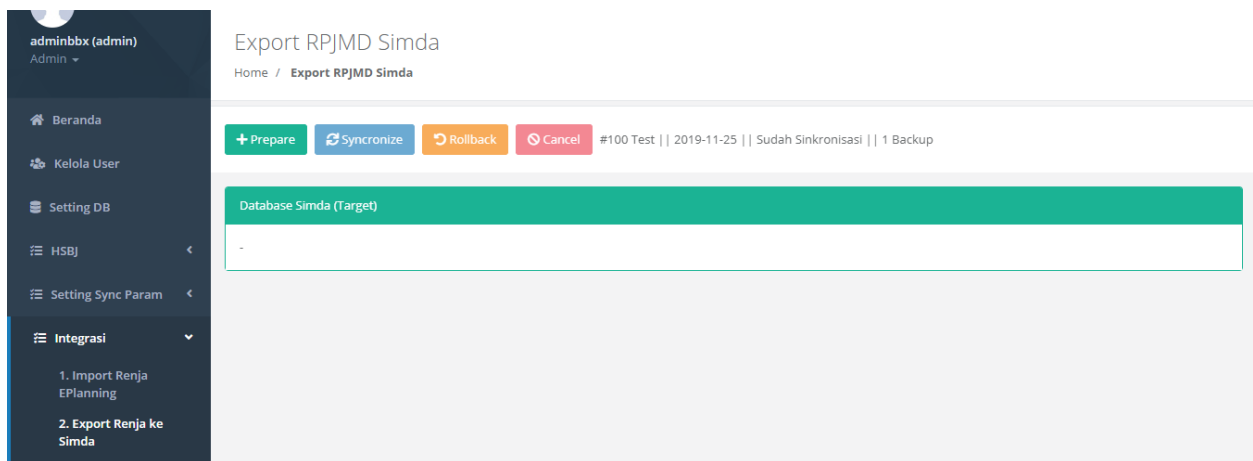 adminbbx (admin)
Admin
Beranda
Kelola User
Setting DB
HSBJ
Setting Sync Param
Integrasi
1. Import Renja
EPlanning
2. Export Renja ke
Simda
Export RPJMD Simda
Home / Export RPJMD Simda
Prepare Syncronize Rollback Cancel #100 Test || 2019-11-25 || Sudah Sinkronisasi || 1 Backup
Database Simda (Target)
-